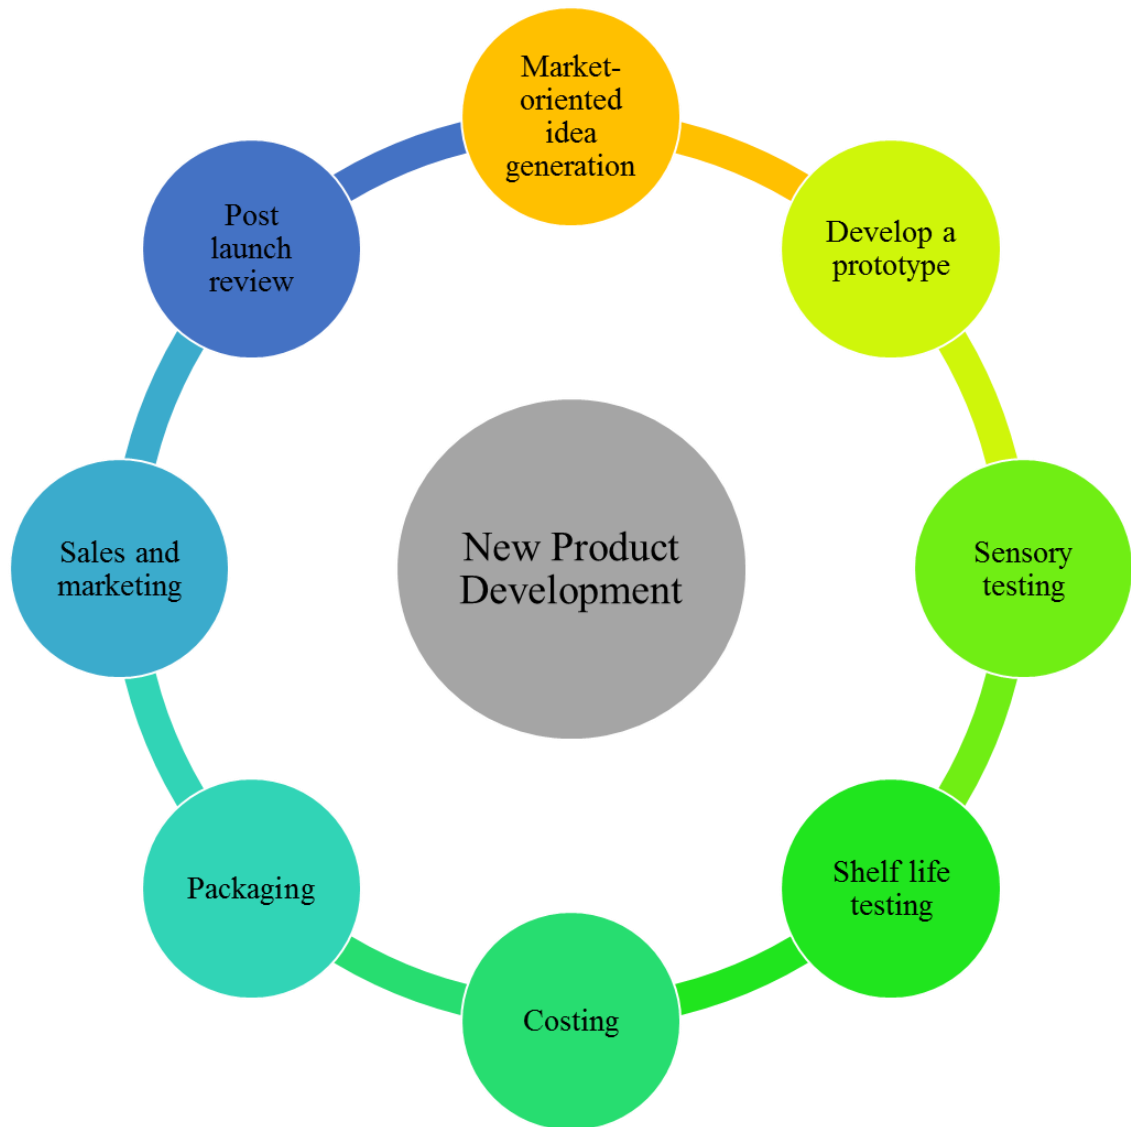 Market-
oriented
idea
generation
Develop a
prototype
Sensory
testing
Shelf life
testing
Costing
Packaging
Sales and
marketing
Post
launch
review
New Product
Development